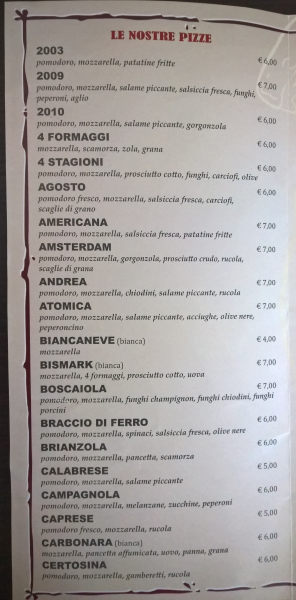 LE NOSTRE PIZZE
2003
pomodoro, mozzarella, patatine fritte € 6,00
2009
pomodoro, mozzarella, salame piccante, salsiccia fresca, funghi, € 7,00
peperoni, aglio
2010
pomodoro, mozzarella, salame piccante, gorgonzola € 6,00
4 FORMAGGI
mozzarella, scamorza, zola, grana € 6,00
4 STAGIONI
pomodoro, mozzarella, prosciutto cotto, funghi, carciofi, olive € 6,00
AGOSTO € 6,00
pomodoro fresco, mozzarella, salsiccia fresca, carciofi,
scaglie di grano
AMERICANA € 7,00
pomodoro, mozzarella, salsiccia fresca, patatine fritte
AMSTERDAM € 7,00
pomodoro, mozzarella, gorgonzola, prosciutto crudo, rucola,
scaglie di grana
ANDREA € 7,00
pomodoro, mozzarella, chiodini, salame piccante, rucola
ATOMICA € 7,00
pomodoro, mozzarella, salame piccante, acciughe, olive nere,
peperoncino
BIANCANEVE (bianca) € 4,00
mozzarella
BISMARK (bianca) € 7,00
mozzarella, 4 formaggi, prosciutto cotto, uova
BOSCAIOLA € 7,00
pomodoro, mozzarella, funghi champignon, funghi chiodini, funghi
porcini
BRACCIO DI FERRO € 6,00
pomodoro, mozzarella, spinaci, salsiccia fresca, olive nere
BRIANZOLA € 6,00
pomodoro, mozzarella, pancetta, scamorza
CALABRESE € 5,00
pomodoro, mozzarella, salame piccante
CAMPAGNOLA € 6,00
pomodoro, mozzarella, melanzane, zucchine, peperoni
CAPRESE € 5,00
pomodoro fresco, mozzarella, rucola
CARBONARA (bianca) € 6,00
mozzarella, pancetta affumicata, uovo, panna, grana
CERTOSINA € 6,00
pomodoro, mozzarella, gamberetti, rucola